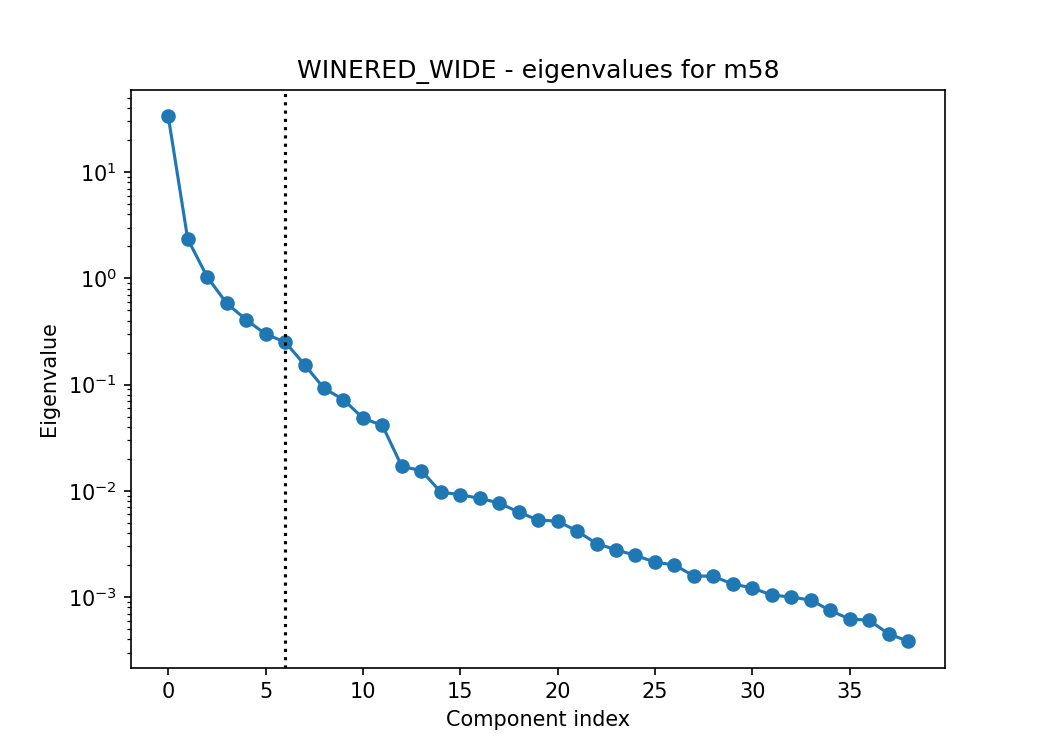 WINERED_WIDE - eigenvalues for m58
Eigenvalue
10¹
10⁰
10⁻¹
10⁻²
10⁻³
0 5 10 15 20 25 30 35
Component index